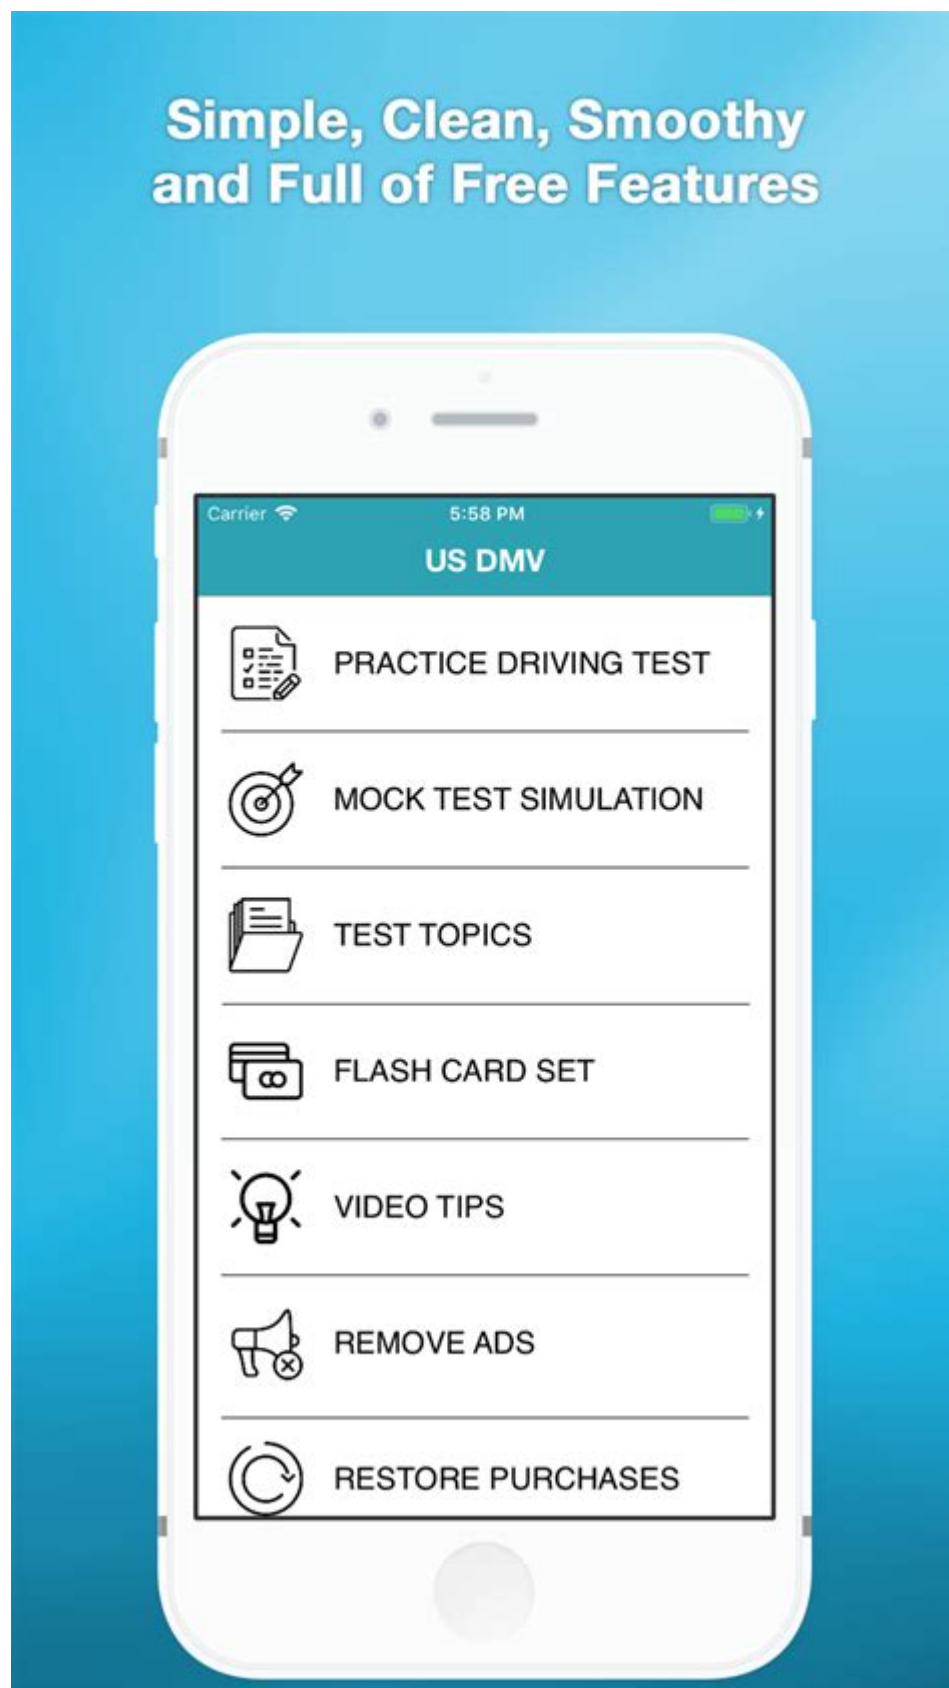 Simple, Clean, Smoothy
and Full of Free Features
Carrier 5:58 PM
US DMV
PRACTICE DRIVING TEST
MOCK TEST SIMULATION
TEST TOPICS
FLASH CARD SET
VIDEO TIPS
REMOVE ADS
RESTORE PURCHASES